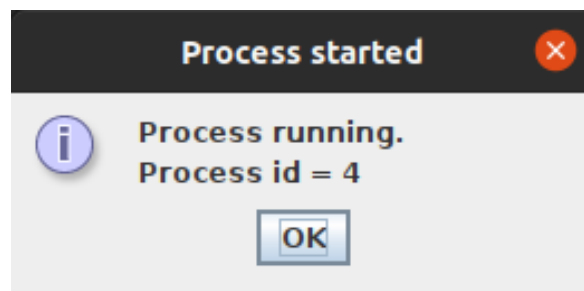 Process started
Process running.
Process id = 4
OK